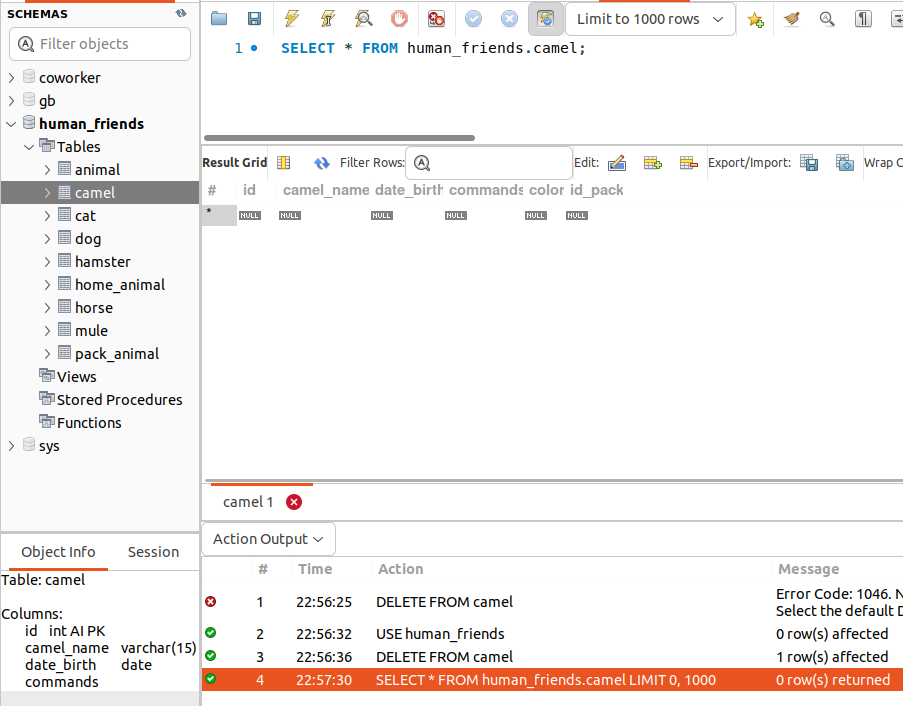 SCHEMAS
Filter objects
coworker
gb
human_friends
Tables
animal
camel
cat
dog
hamster
home_animal
horse
mule
pack_animal
Views
Stored Procedures
Functions
sys
Object Info Session
Table: camel
Columns:
id int AI PK
camel_name varchar(15)
date_birth date
commands
Limit to 1000 rows
1 SELECT * FROM human_friends.camel;
Result Grid Filter Rows: Edit: Export/Import: Wrap C
# id camel_name date_birth commands color id_pack
* NULL NULL NULL NULL NULL NULL
camel 1
Action Output
# Time Action Message
1 22:56:25 DELETE FROM camel Error Code: 1046. N
Select the default D
2 22:56:32 USE human_friends 0 row(s) affected
3 22:56:36 DELETE FROM camel 1 row(s) affected
4 22:57:30 SELECT * FROM human_friends.camel LIMIT 0, 1000 0 row(s) returned